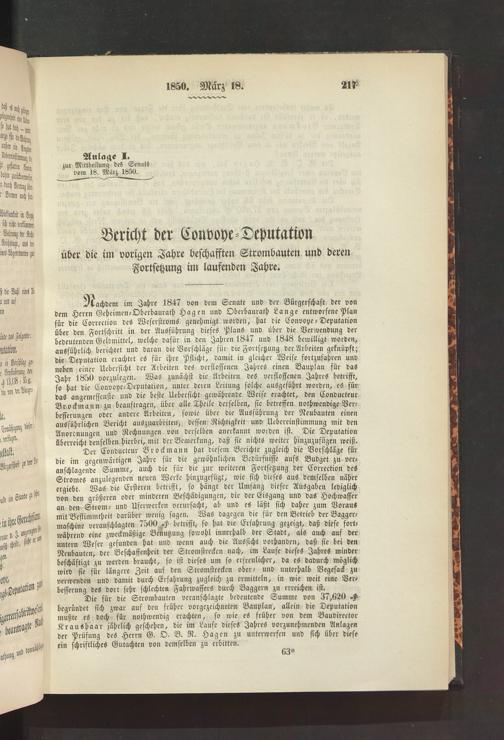 1850. März 18.
217
Anlage I.
zur Mittheilung des Senats
vom 18. März 1850.
Bericht der Convoye-Deputation
über die im vorigen Jahre beschafften Strombauten und deren
Fortsetzung im laufenden Jahre.
Nachdem im Jahre 1847 von dem Senate und der Bürgerschaft der von
dem Herrn Geheimen-Oberbaurath Hagen und Oberbaurath Lange entworfene Plan
für die Correction des Weserstroms genehmigt worden, hat die Convoye-Deputation
über den Fortschritt in der Ausführung dieses Plans und über die Verwendung der
bedeutenden Geldmittel, welche dafür in den Jahren 1847 und 1848 bewilligt worden,
ausführlich berichtet und daran die Vorschläge für die Fortsetzung der Arbeiten geknüpft;
die Deputation erachtet es für ihre Pflicht, damit in gleicher Weise fortzufahren und
neben einer Uebersicht der Arbeiten des verflossenen Jahres einen Bauplan für das
Jahr 1850 vorzulegen. Was zunächst die Arbeiten des verflossenen Jahres betrifft,
so hat die Convoye-Deputation, unter deren Leitung solche ausgeführt worden, es für
das angemessenste und die beste Uebersicht gewährende Weise erachtet, den Conducteur
Brockmann zu beauftragen, über alle Theile derselben, sie betreffen nothwendige Ver-
besserungen oder andere Arbeiten, sowie über die Ausführung der Neubauten einen
ausführlichen Bericht auszuarbeiten, dessen Richtigkeit und Uebereinstimmung mit den
Anordnungen und Rechnungen von derselben anerkannt worden ist. Die Deputation
überreicht denselben hierbei, mit der Bemerkung, daß sie nichts weiter hinzuzufügen weiß.
Der Conducteur Brockmann hat diesem Berichte zugleich die Vorschläge für
die im gegenwärtigen Jahre für die gewöhnlichen Bedürfnisse aufs Budget zu ver-
anschlagende Summe, auch die für die zur weiteren Fortsetzung der Correction des
Stromes anzulegenden neuen Werke hinzugefügt, wie sich dieses aus demselben näher
ergiebt. Was die Ersteren betrifft, so hängt der Umfang dieser Ausgaben lediglich
von den größeren oder minderen Beschädigungen, die der Eisgang und das Hochwasser
an den Strom- und Uferwerken verursacht, ab und es läßt sich daher zum Voraus
mit Bestimmtheit darüber wenig sagen. Was dagegen die für den Betrieb der Bagger-
maschine veranschlagten 7500 ₰ betrifft, so hat die Erfahrung gezeigt, daß diese fort-
während eine zweckmäßige Benutzung sowohl innerhalb der Stadt, als auch auf der
untern Weser gefunden hat und wenn auch die Aussicht vorhanden, daß sie bei den
Neubauten, der Beschaffenheit der Stromstrecken nach, im Laufe dieses Jahres minder
beschäftigt zu werden braucht, so ist dieses um so erfreulicher, da es dadurch möglich
wird sie für längere Zeit auf den Stromstrecken ober- und unterhalb Vegesack zu
verwenden und damit durch Erfahrung zugleich zu ermitteln, in wie weit eine Ver-
besserung des dort sehr schlechten Fahrwassers durch Baggern zu erreichen ist.
Die für die Strombauten veranschlagte bedeutende Summe von 37,620 ₰
begründet sich zwar auf den früher vorgezeichneten Bauplan, allein die Deputation
mußte es doch für nothwendig erachten, so wie es früher von dem Baudirector
Kraushaar jährlich geschehen, die im Laufe dieses Jahres vorzunehmenden Anlagen
der Prüfung des Herrn G. O. B. R. Hagen zu unterwerfen und sich über diese
ein schriftliches Gutachten von demselben zu erbitten.
63*